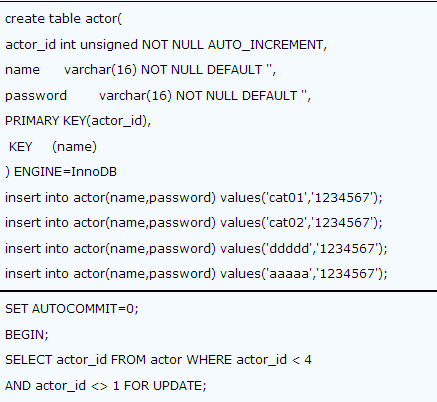 create table actor(
actor_id int unsigned NOT NULL AUTO_INCREMENT,
name varchar(16) NOT NULL DEFAULT '',
password varchar(16) NOT NULL DEFAULT '',
PRIMARY KEY(actor_id),
KEY (name)
) ENGINE=InnoDB
insert into actor(name,password) values('cat01','1234567');
insert into actor(name,password) values('cat02','1234567');
insert into actor(name,password) values('ddddd','1234567');
insert into actor(name,password) values('aaaaa','1234567');
SET AUTOCOMMIT=0;
BEGIN;
SELECT actor_id FROM actor WHERE actor_id < 4
AND actor_id <> 1 FOR UPDATE;